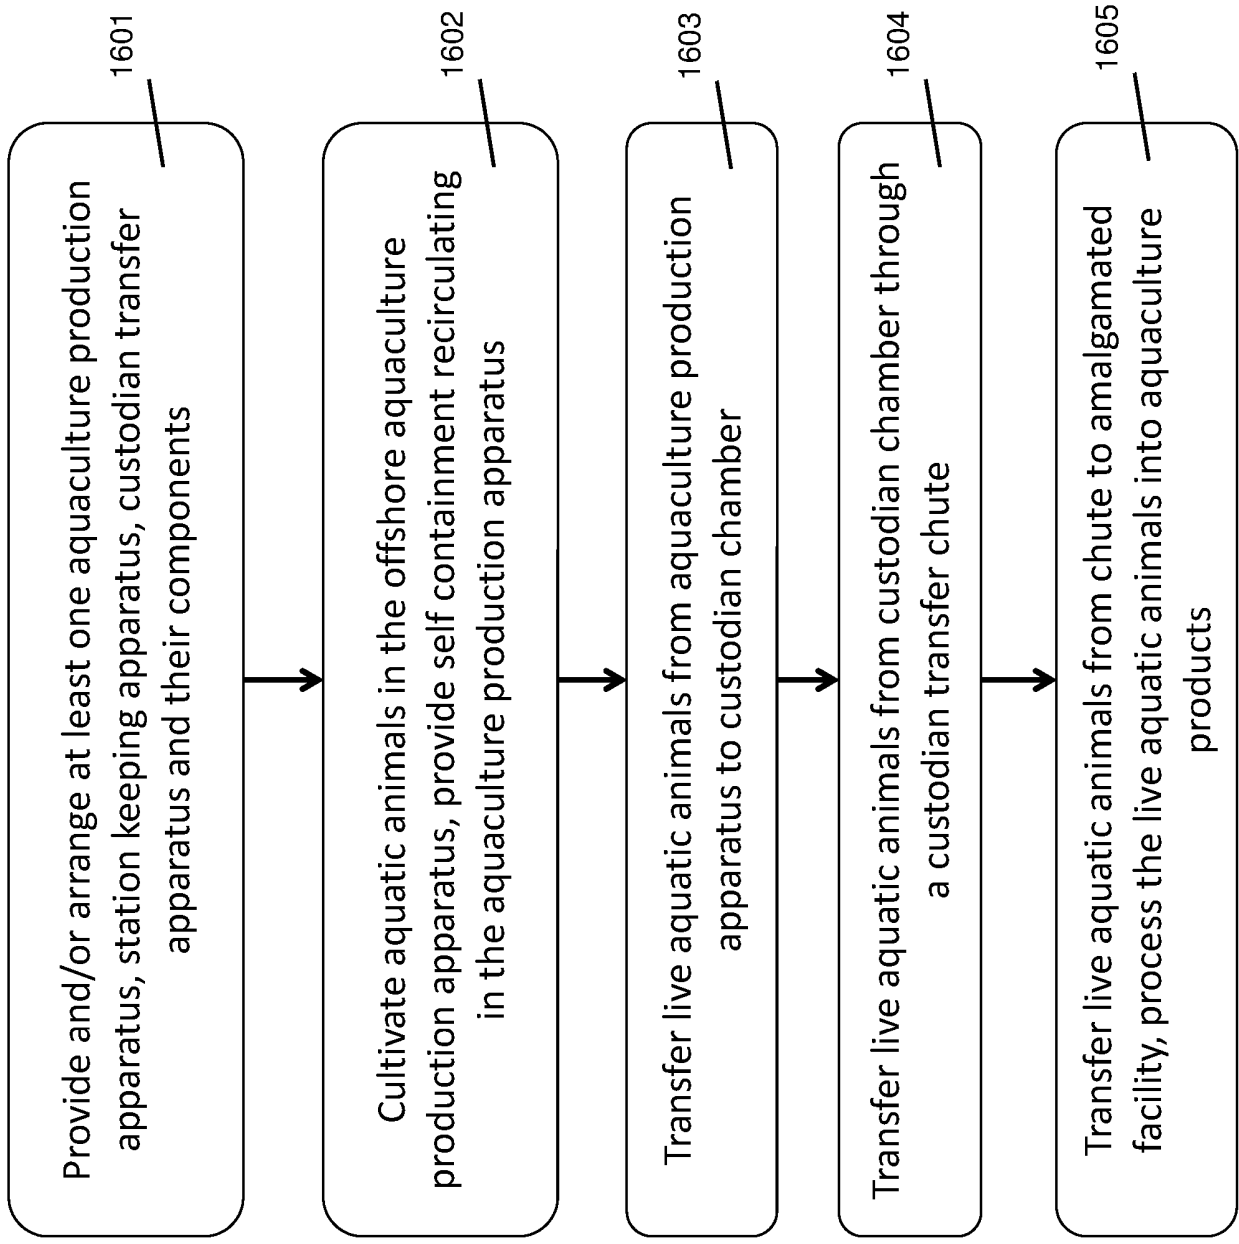 Provide and/or arrange at least one aquaculture production
apparatus, station keeping apparatus, custodian transfer
apparatus and their components
1601
Cultivate aquatic animals in the offshore aquaculture
production apparatus, provide self containment recirculating
in the aquaculture production apparatus
1602
Transfer live aquatic animals from aquaculture production
apparatus to custodian chamber
1603
Transfer live aquatic animals from custodian chamber through
a custodian transfer chute
1604
Transfer live aquatic animals from chute to amalgamated
facility, process the live aquatic animals into aquaculture
products
1605